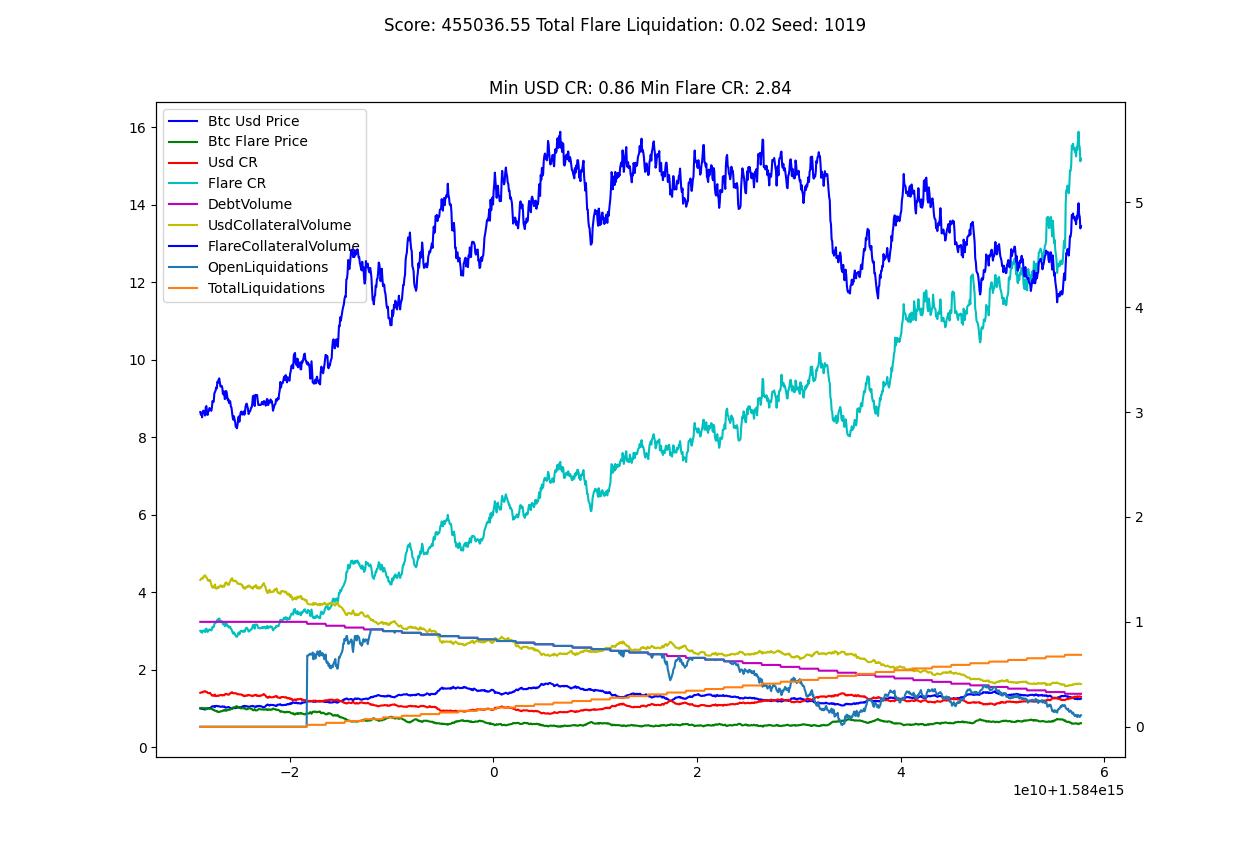 Score: 455036.55 Total Flare Liquidation: 0.02 Seed: 1019
Min USD CR: 0.86 Min Flare CR: 2.84
Btc Usd Price
Btc Flare Price
Usd CR
Flare CR
DebtVolume
UsdCollateralVolume
FlareCollateralVolume
OpenLiquidations
TotalLiquidations
16
14
12
10
8
6
4
2
0
5
4
3
2
1
0
−2 0 2 4 6
1e10+1.584e15